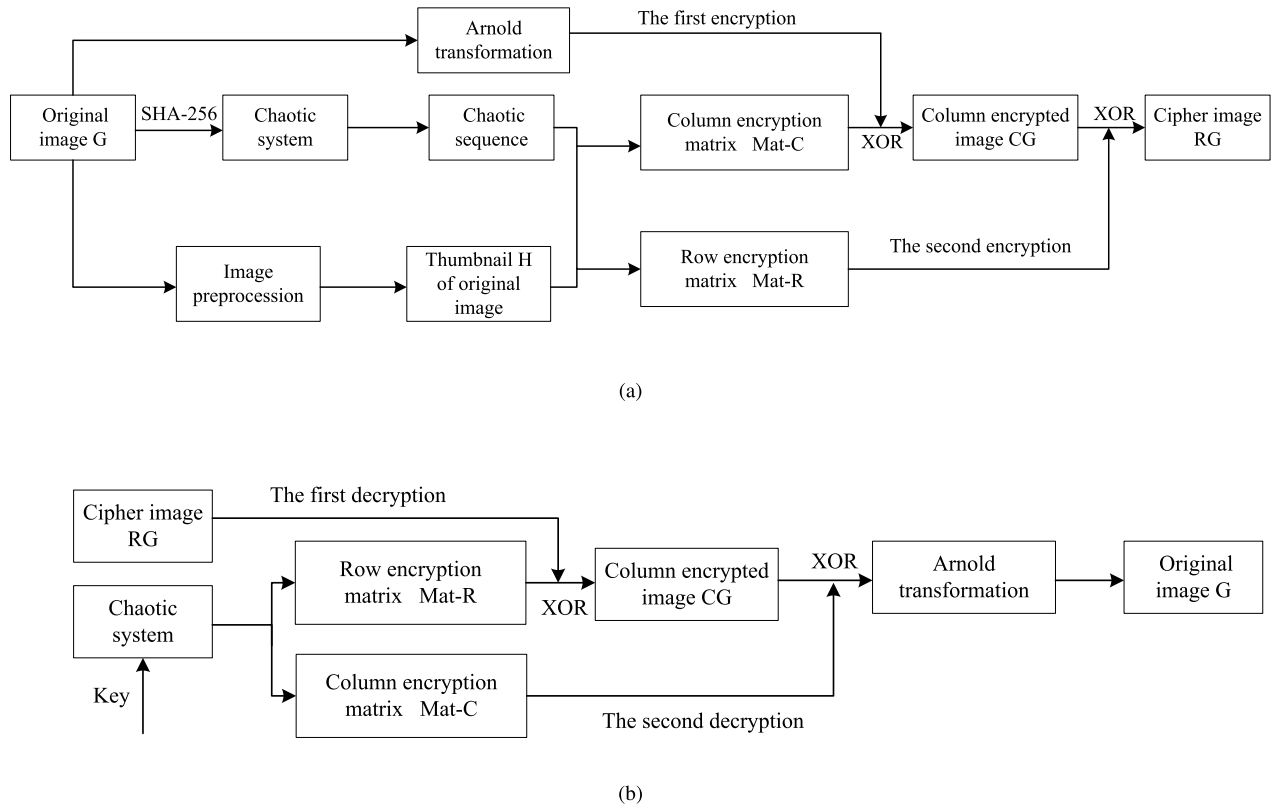 Arnold
transformation
The first encryption
Original
image G
SHA-256
Chaotic
system
Chaotic
sequence
Column encryption
matrix Mat-C
XOR
Column encrypted
image CG
XOR
Cipher image
RG
Image
preprocession
Thumbnail H
of original
image
Row encryption
matrix Mat-R
The second encryption
(a)
Cipher image
RG
The first decryption
Chaotic
system
Key
Row encryption
matrix Mat-R
XOR
Column encrypted
image CG
XOR
Arnold
transformation
Original
image G
Column encryption
matrix Mat-C
The second decryption
(b)